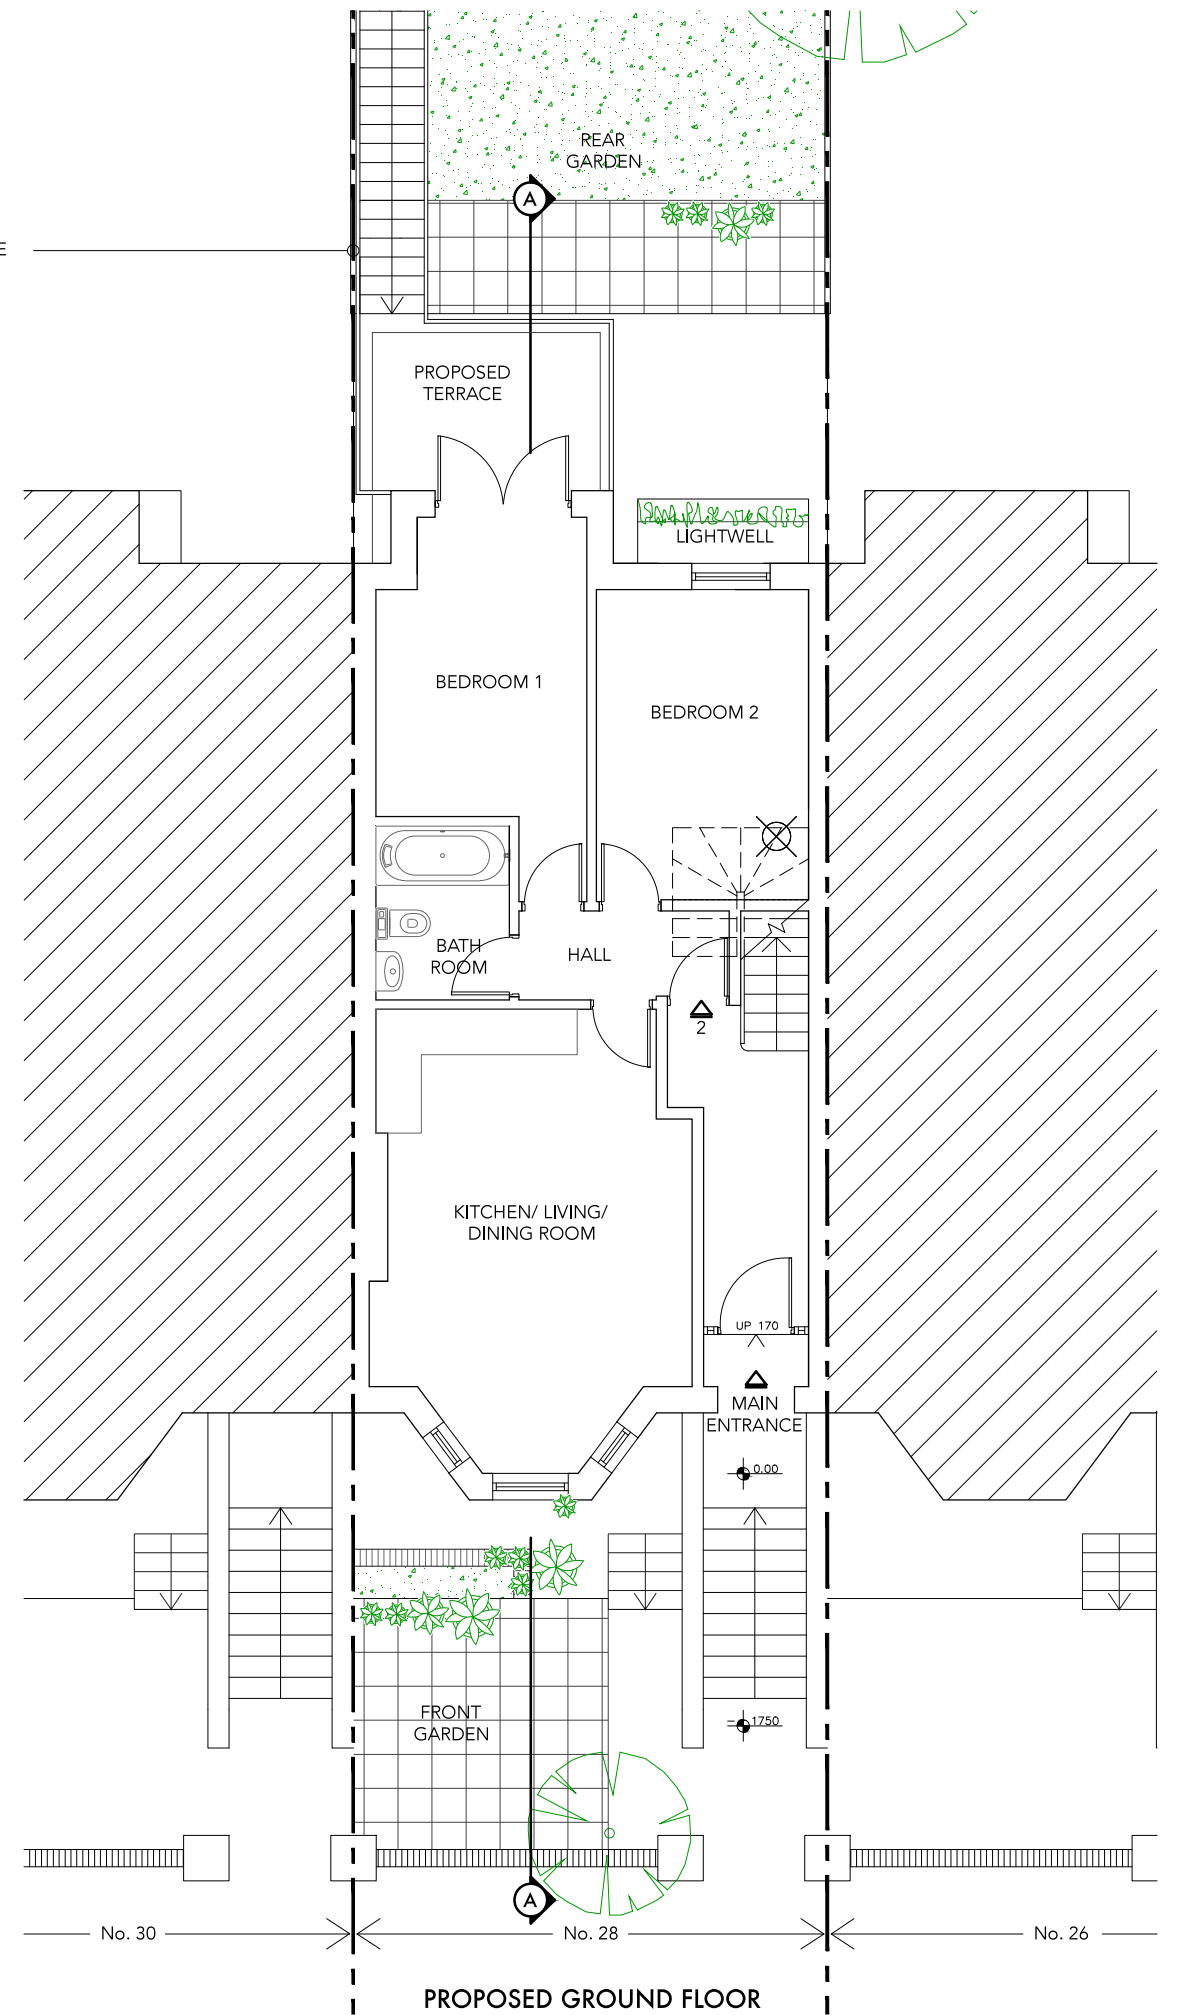 REAR
GARDEN
A
E
PROPOSED
TERRACE
LIGHTWELL
BEDROOM 1
BEDROOM 2
BATH
ROOM
HALL
2
KITCHEN/ LIVING/
DINING ROOM
UP 170
MAIN
ENTRANCE
0.00
FRONT
GARDEN
-1750
A
No. 30
No. 28
No. 26
PROPOSED GROUND FLOOR